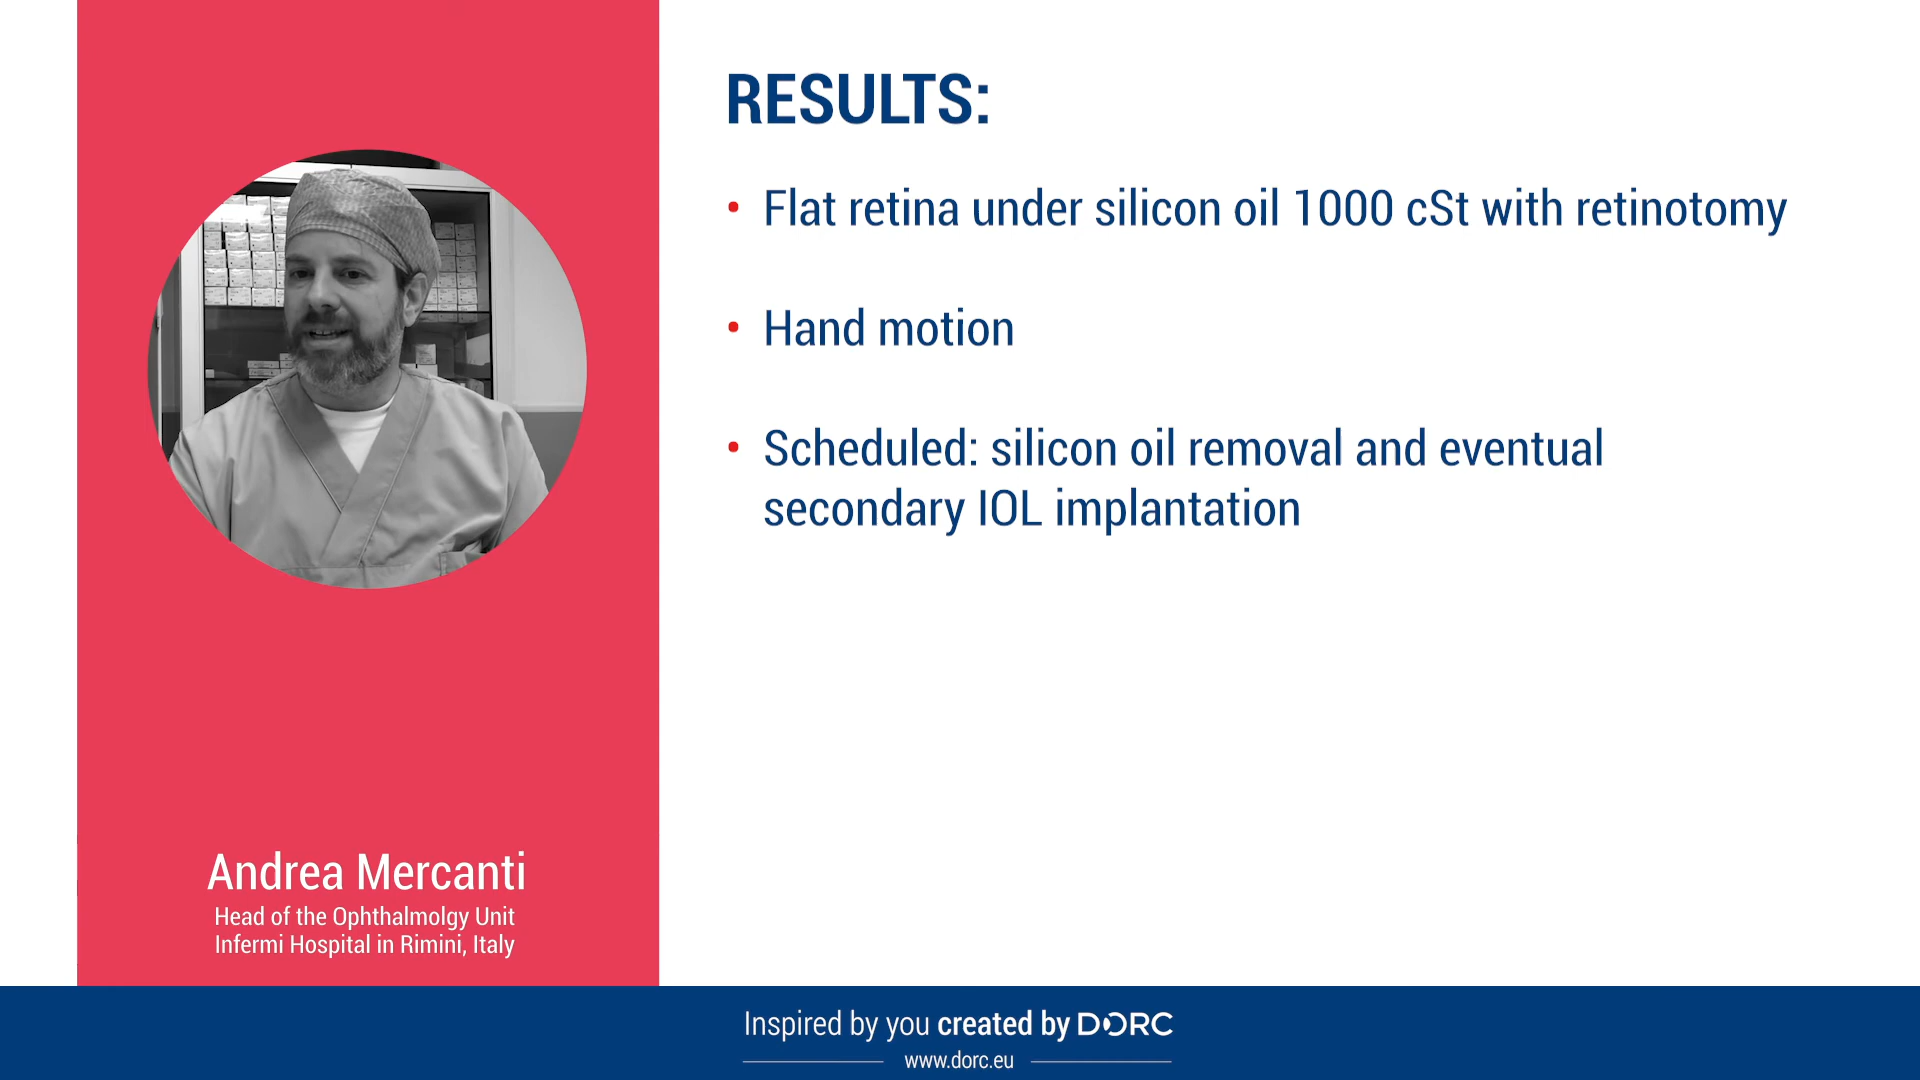 RESULTS:
• Flat retina under silicon oil 1000 cSt with retinotomy
• Hand motion
• Scheduled: silicon oil removal and eventual
secondary IOL implantation
Andrea Mercanti
Head of the Ophthalmolgy Unit
Infermi Hospital in Rimini, Italy
Inspired by you created by DORC
www.dorc.eu